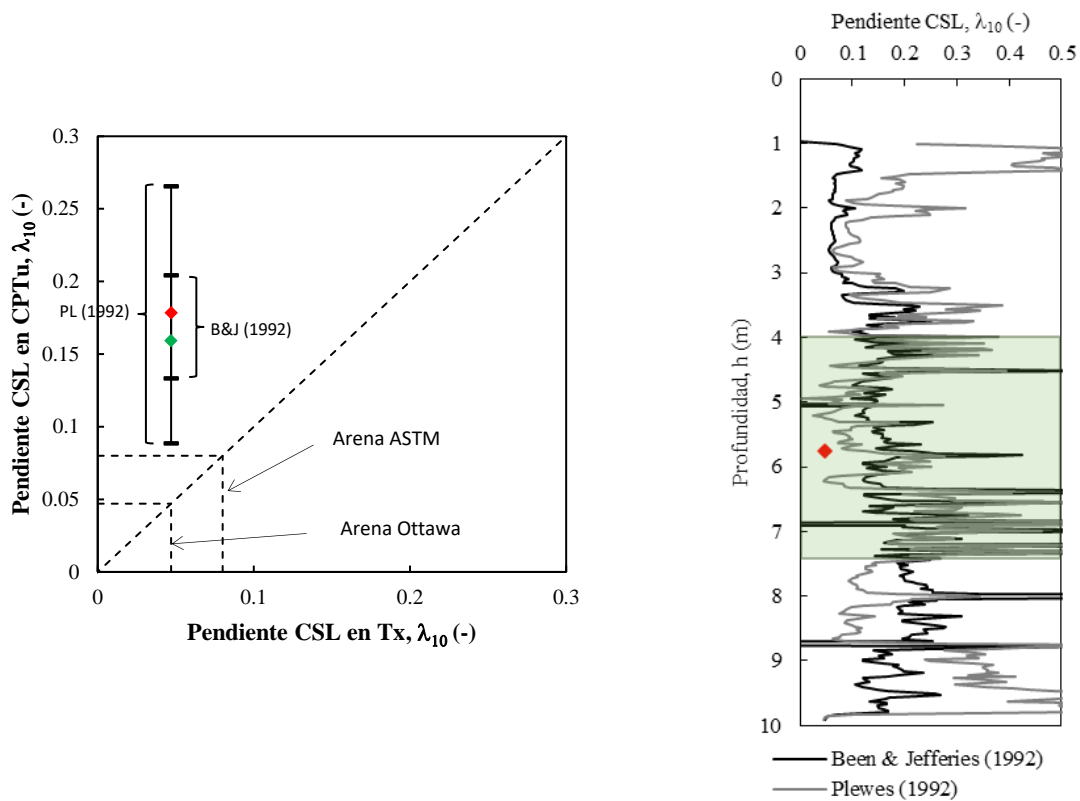 0.3
0.25
0.2
0.15
0.1
0.05
0
Pendiente CSL en CPTu, λ10 (-)
PL (1992)
B&J (1992)
Arena ASTM
Arena Ottawa
0
0.1
0.2
0.3
Pendiente CSL en Tx, λ10 (-)
Pendiente CSL, λ10 (-)
0 0.1 0.2 0.3 0.4 0.5
0
1
2
3
4
5
6
7
8
9
10
Profundidad, h (m)
Been & Jefferies (1992)
Plewes (1992)